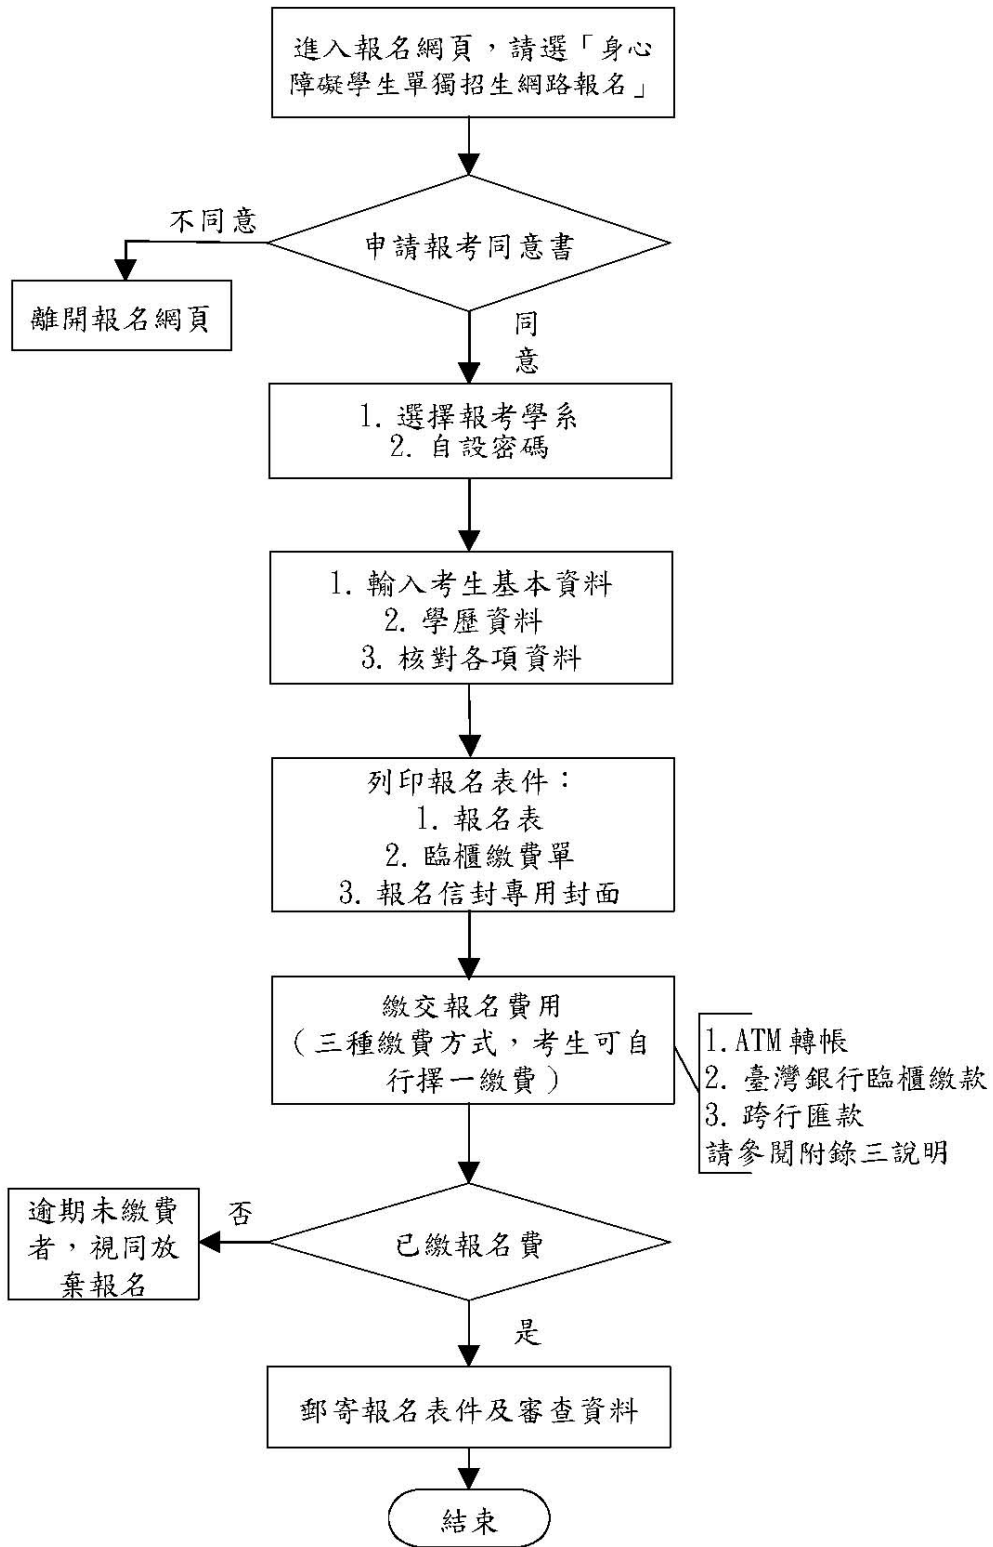 進入報名網頁，請選「身心
障礙學生單獨招生網路報名」
不同意
申請報考同意書
離開報名網頁
同
意
1. 選擇報考學系
2. 自設密碼
1. 輸入考生基本資料
2. 學歷資料
3. 核對各項資料
列印報名表件：
1. 報名表
2. 臨櫃繳費單
3. 報名信封專用封面
繳交報名費用
（三種繳費方式，考生可自
行擇一繳費）
1. ATM 轉帳
2. 臺灣銀行臨櫃繳款
3. 跨行匯款
請參閱附錄三說明
逾期未繳費
者，視同放
棄報名
否
已繳報名費
是
郵寄報名表件及審查資料
結束